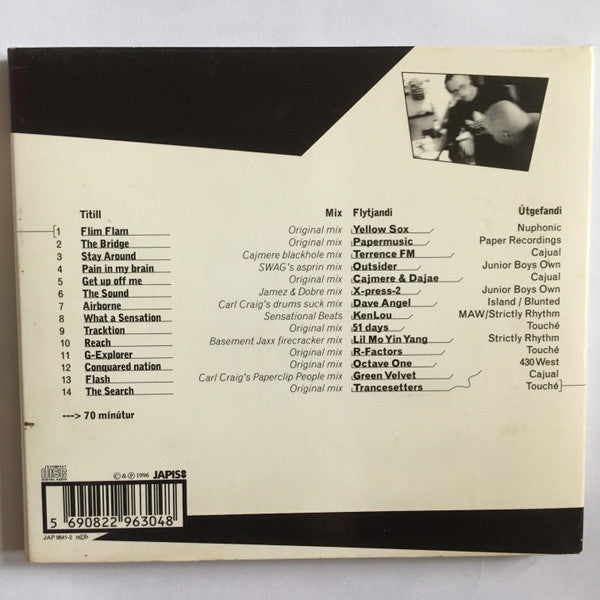 Titill Mix Flytjandi Útgefandi
1 Flim Flam Original mix Yellow Sox Nuphonic
2 The Bridge Original mix Papermusic Paper Recordings
3 Stay Around Cajmere blackhole mix Terrence FM Cajual
4 Pain in my brain SWAG's asprin mix Outsider Junior Boys Own
5 Get up off me Original mix Cajmere & Dajae Cajual
6 The Sound Jamez & Dobre mix X-press-2 Junior Boys Own
7 Airborne Carl Craig's drums suck mix Dave Angel Island / Blunted
8 What a Sensation Sensational Beats KenLou MAW/Strictly Rhythm
9 Tracktion Original mix 51 days Touché
10 Reach Basement Jaxx firecracker mix Lil Mo Yin Yang Strictly Rhythm
11 G-Explorer Original mix R-Factors Touché
12 Conquared nation Original mix Octave One 430 West
13 Flash Carl Craig's Paperclip People mix Green Velvet Cajual
14 The Search Original mix Trancesetters Touché
---> 70 mínútur
COMPACT
disc
DIGITAL AUDIO
© & ℗ 1996 JAPIS
5 690822 963048
JAP 9641-2